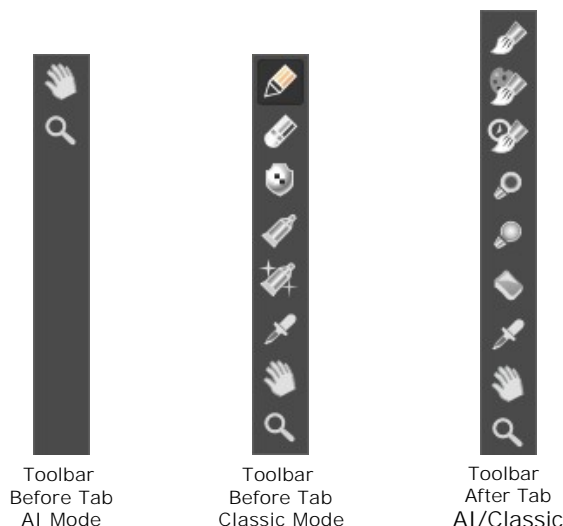 Toolbar
Before Tab
AI Mode
Toolbar
Before Tab
Classic Mode
Toolbar
After Tab
AI/Classic